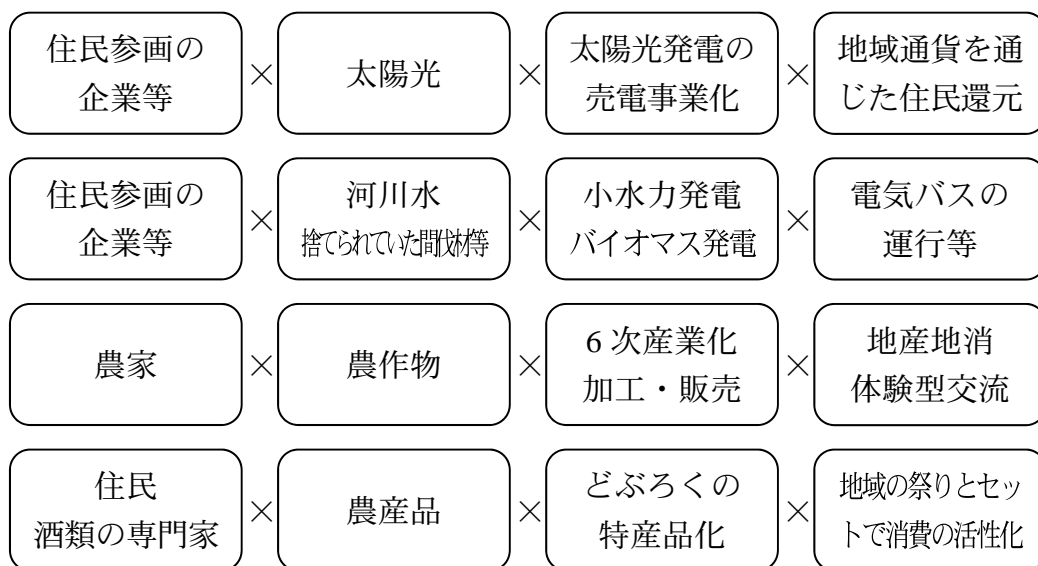 住民参画の
企業等
×
太陽光
×
太陽光発電の
売電事業化
×
地域通貨を通
じた住民還元
住民参画の
企業等
×
河川水
捨てられていた間伐材等
×
小水力発電
バイオマス発電
×
電気バスの
運行等
農家
×
農作物
×
6 次産業化
加工・販売
×
地産地消
体験型交流
住民
酒類の専門家
×
農産品
×
どぶろくの
特産品化
×
地域の祭りとセッ
トで消費の活性化